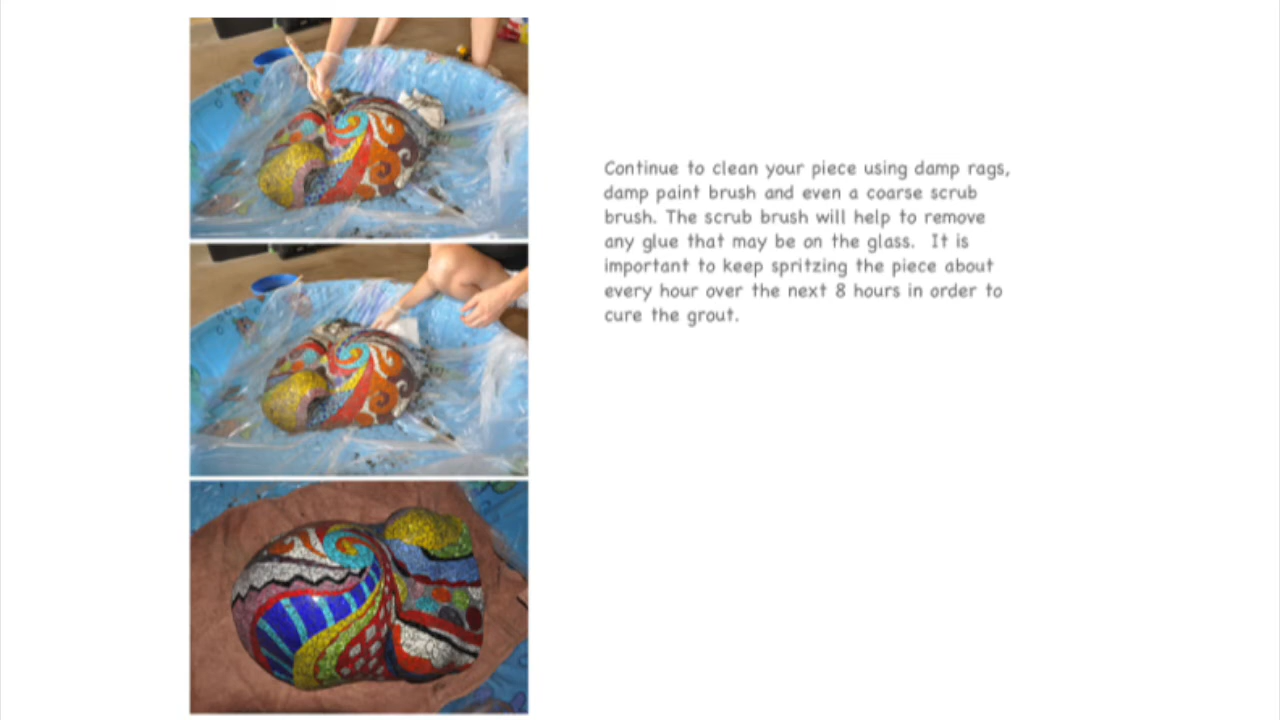 Continue to clean your piece using damp rags,
damp paint brush and even a coarse scrub
brush. The scrub brush will help to remove
any glue that may be on the glass.  It is
important to keep spritzing the piece about
every hour over the next 8 hours in order to
cure the grout.